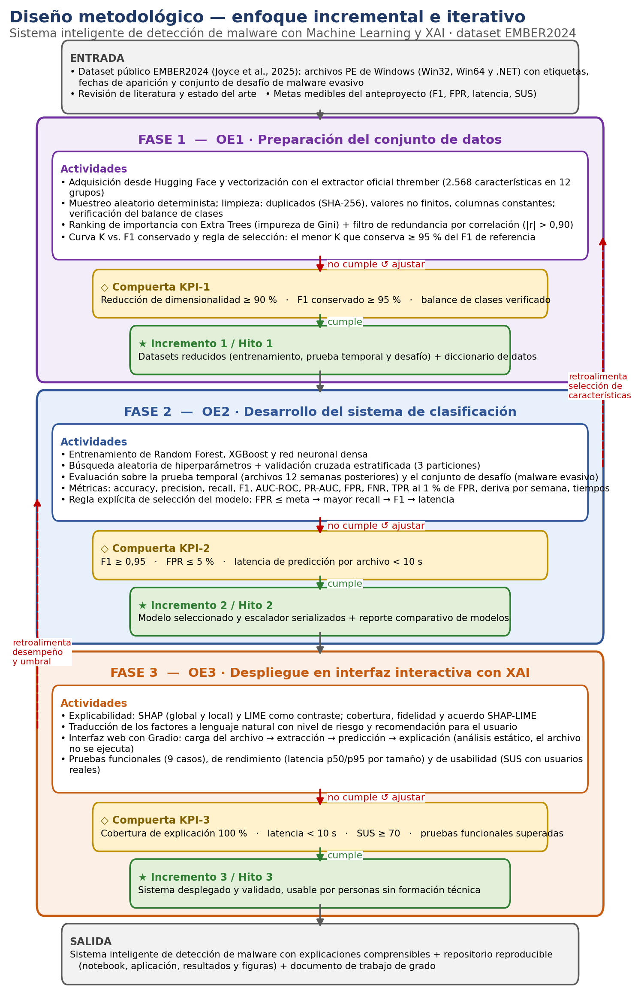 Diseño metodológico — enfoque incremental e iterativo
Sistema inteligente de detección de malware con Machine Learning y XAI · dataset EMBER2024
ENTRADA
• Dataset público EMBER2024 (Joyce et al., 2025): archivos PE de Windows (Win32, Win64 y .NET) con etiquetas,
fechas de aparición y conjunto de desafío de malware evasivo
• Revisión de literatura y estado del arte • Metas medibles del anteproyecto (F1, FPR, latencia, SUS)
FASE 1 — OE1 · Preparación del conjunto de datos
Actividades
• Adquisición desde Hugging Face y vectorización con el extractor oficial thrember (2.568 características en 12
grupos)
• Muestreo aleatorio determinista; limpieza: duplicados (SHA-256), valores no finitos, columnas constantes;
verificación del balance de clases
• Ranking de importancia con Extra Trees (impureza de Gini) + filtro de redundancia por correlación (|r| > 0,90)
• Curva K vs. F1 conservado y regla de selección: el menor K que conserva ≥ 95 % del F1 de referencia
no cumple ↺ ajustar
◇ Compuerta KPI-1
Reducción de dimensionalidad ≥ 90 % · F1 conservado ≥ 95 % · balance de clases verificado
cumple
★ Incremento 1 / Hito 1
Datasets reducidos (entrenamiento, prueba temporal y desafío) + diccionario de datos
retroalimenta
selección de
características
FASE 2 — OE2 · Desarrollo del sistema de clasificación
Actividades
• Entrenamiento de Random Forest, XGBoost y red neuronal densa
• Búsqueda aleatoria de hiperparámetros + validación cruzada estratificada (3 particiones)
• Evaluación sobre la prueba temporal (archivos 12 semanas posteriores) y el conjunto de desafío (malware evasivo)
• Métricas: accuracy, precision, recall, F1, AUC-ROC, PR-AUC, FPR, FNR, TPR al 1 % de FPR, deriva por semana, tiempos
• Regla explícita de selección del modelo: FPR ≤ meta → mayor recall → F1 → latencia
no cumple ↺ ajustar
◇ Compuerta KPI-2
F1 ≥ 0,95 · FPR ≤ 5 % · latencia de predicción por archivo < 10 s
cumple
★ Incremento 2 / Hito 2
Modelo seleccionado y escalador serializados + reporte comparativo de modelos
retroalimenta
desempeño
y umbral
FASE 3 — OE3 · Despliegue en interfaz interactiva con XAI
Actividades
• Explicabilidad: SHAP (global y local) y LIME como contraste; cobertura, fidelidad y acuerdo SHAP-LIME
• Traducción de los factores a lenguaje natural con nivel de riesgo y recomendación para el usuario
• Interfaz web con Gradio: carga del archivo → extracción → predicción → explicación (análisis estático, el archivo
no se ejecuta)
• Pruebas funcionales (9 casos), de rendimiento (latencia p50/p95 por tamaño) y de usabilidad (SUS con usuarios
reales)
no cumple ↺ ajustar
◇ Compuerta KPI-3
Cobertura de explicación 100 % · latencia < 10 s · SUS ≥ 70 · pruebas funcionales superadas
cumple
★ Incremento 3 / Hito 3
Sistema desplegado y validado, usable por personas sin formación técnica
SALIDA
Sistema inteligente de detección de malware con explicaciones comprensibles + repositorio reproducible
(notebook, aplicación, resultados y figuras) + documento de trabajo de grado